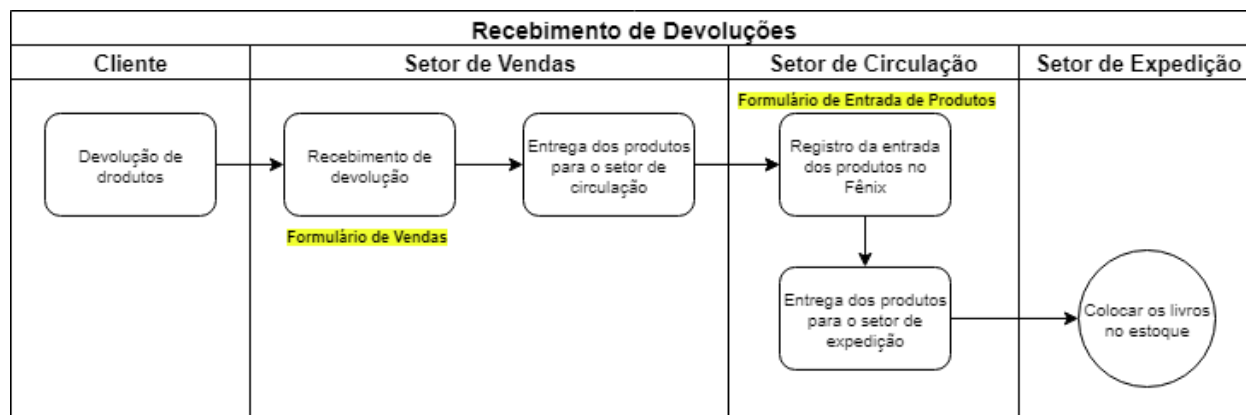 Recebimento de Devoluções
Cliente
Setor de Vendas
Setor de Circulação
Setor de Expedição
Devolução de
drodutos
Recebimento de
devolução
Formulário de Vendas
Entrega dos produtos
para o setor de
circulação
Formulário de Entrada de Produtos
Registro da entrada
dos produtos no
Fênix
Entrega dos produtos
para o setor de
expedição
Colocar os livros
no estoque